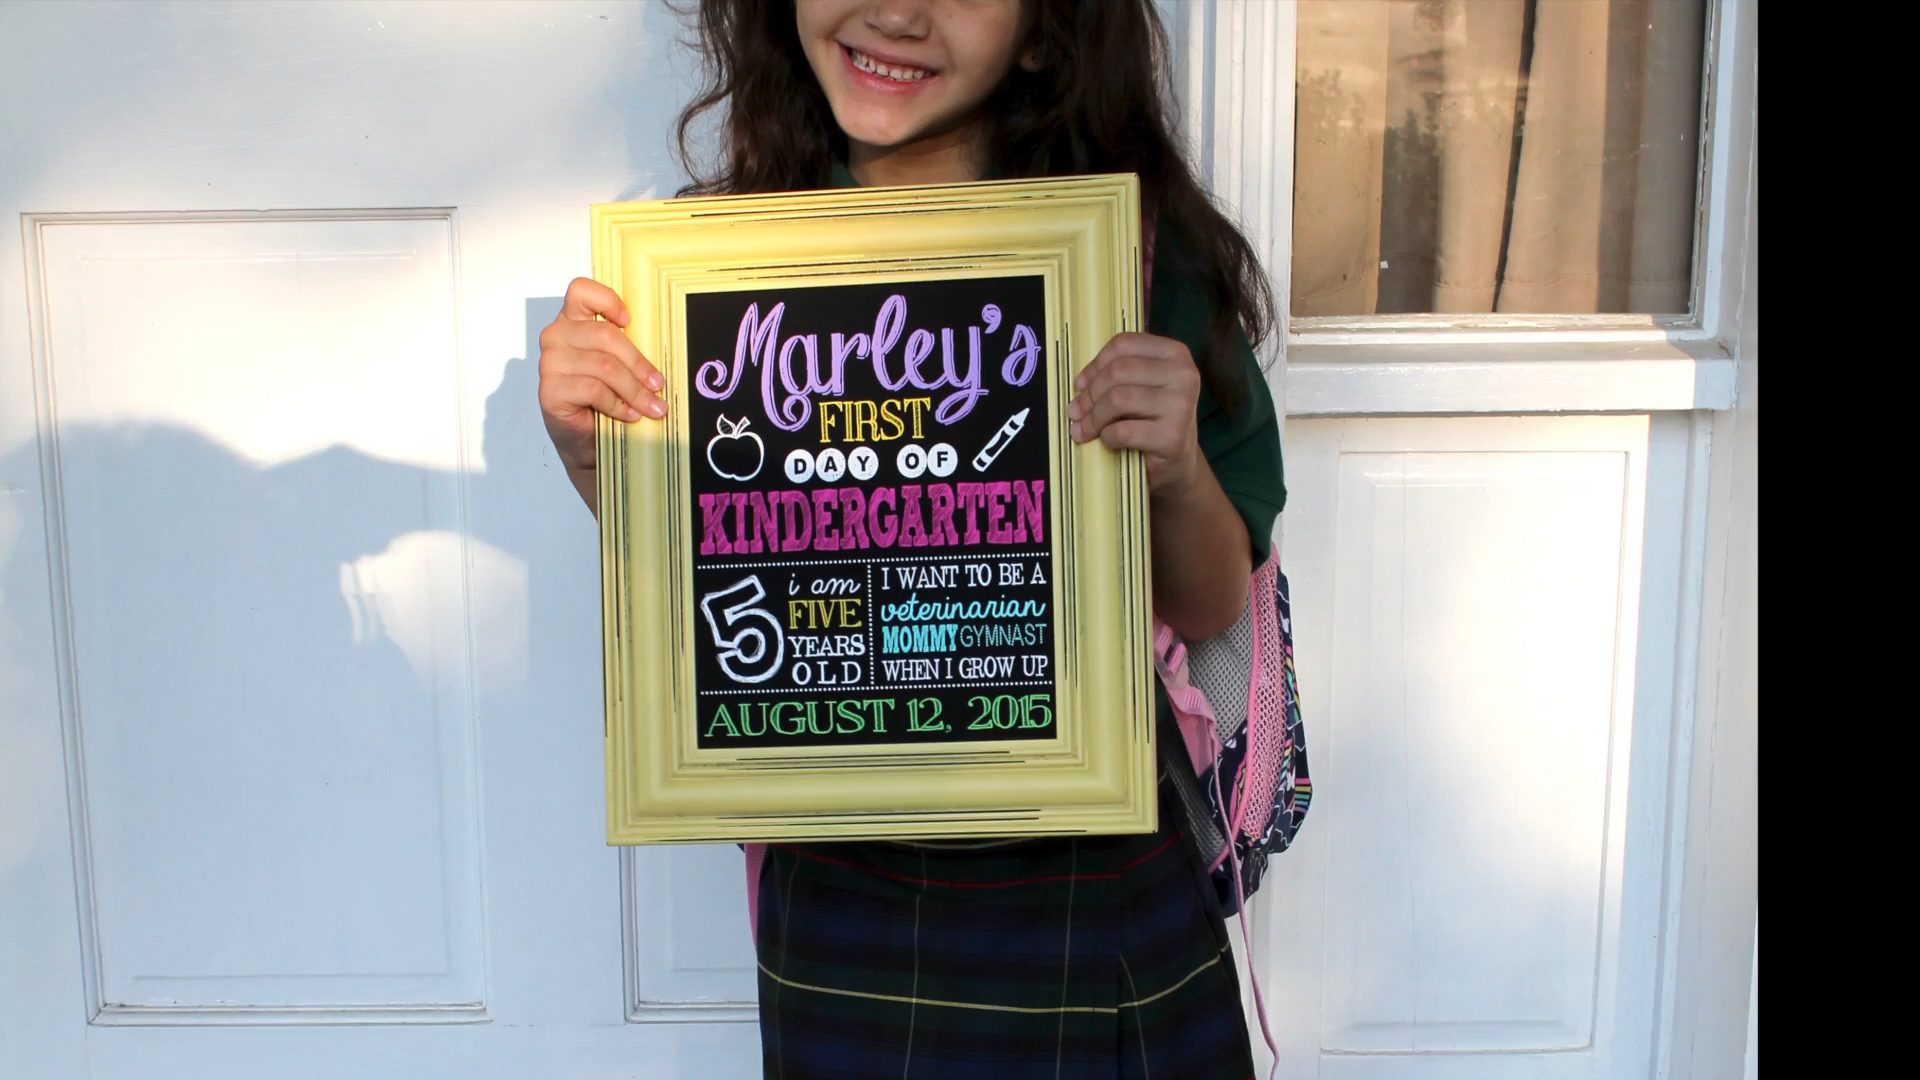 Marley's
FIRST
DAY OF
KINDERGARTEN
5
i am
FIVE
YEARS
OLD
I WANT TO BE A
veterinarian
MOMMY GYMNAST
WHEN I GROW UP
AUGUST 12, 2015